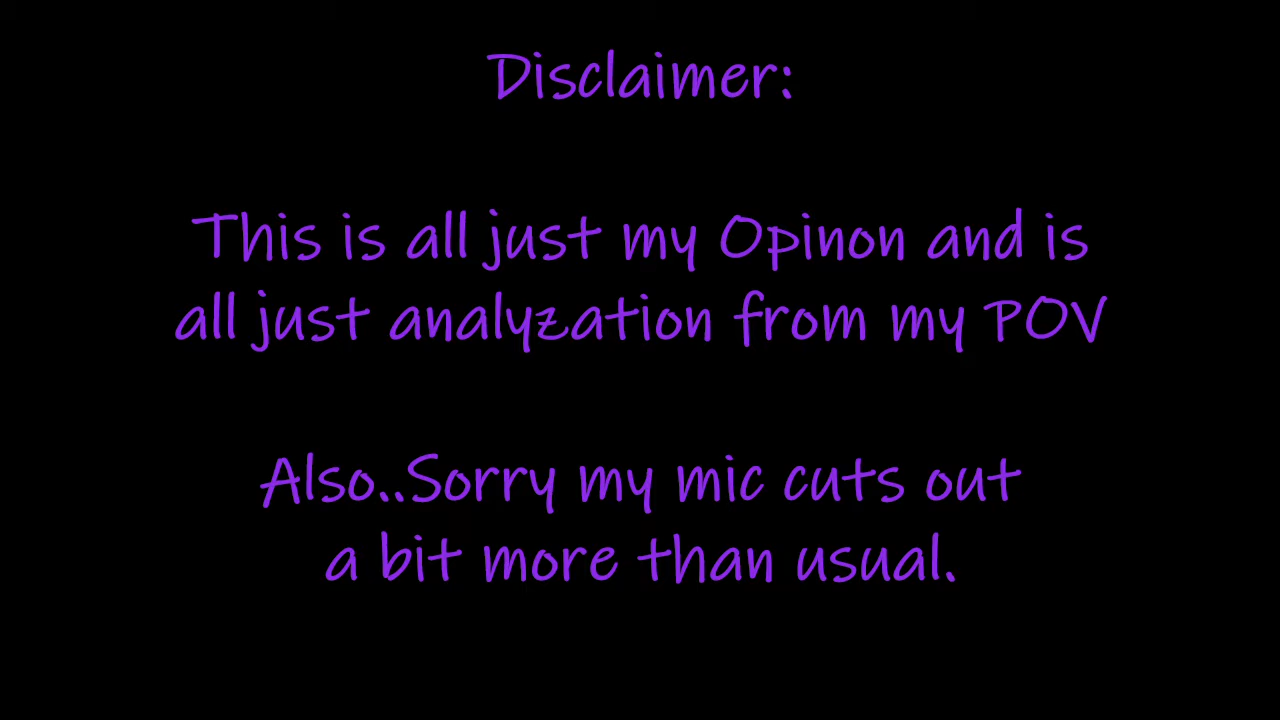 Disclaimer:
This is all just my Opinon and is
all just analyzation from my POV
Also..Sorry my mic cuts out
a bit more than usual.